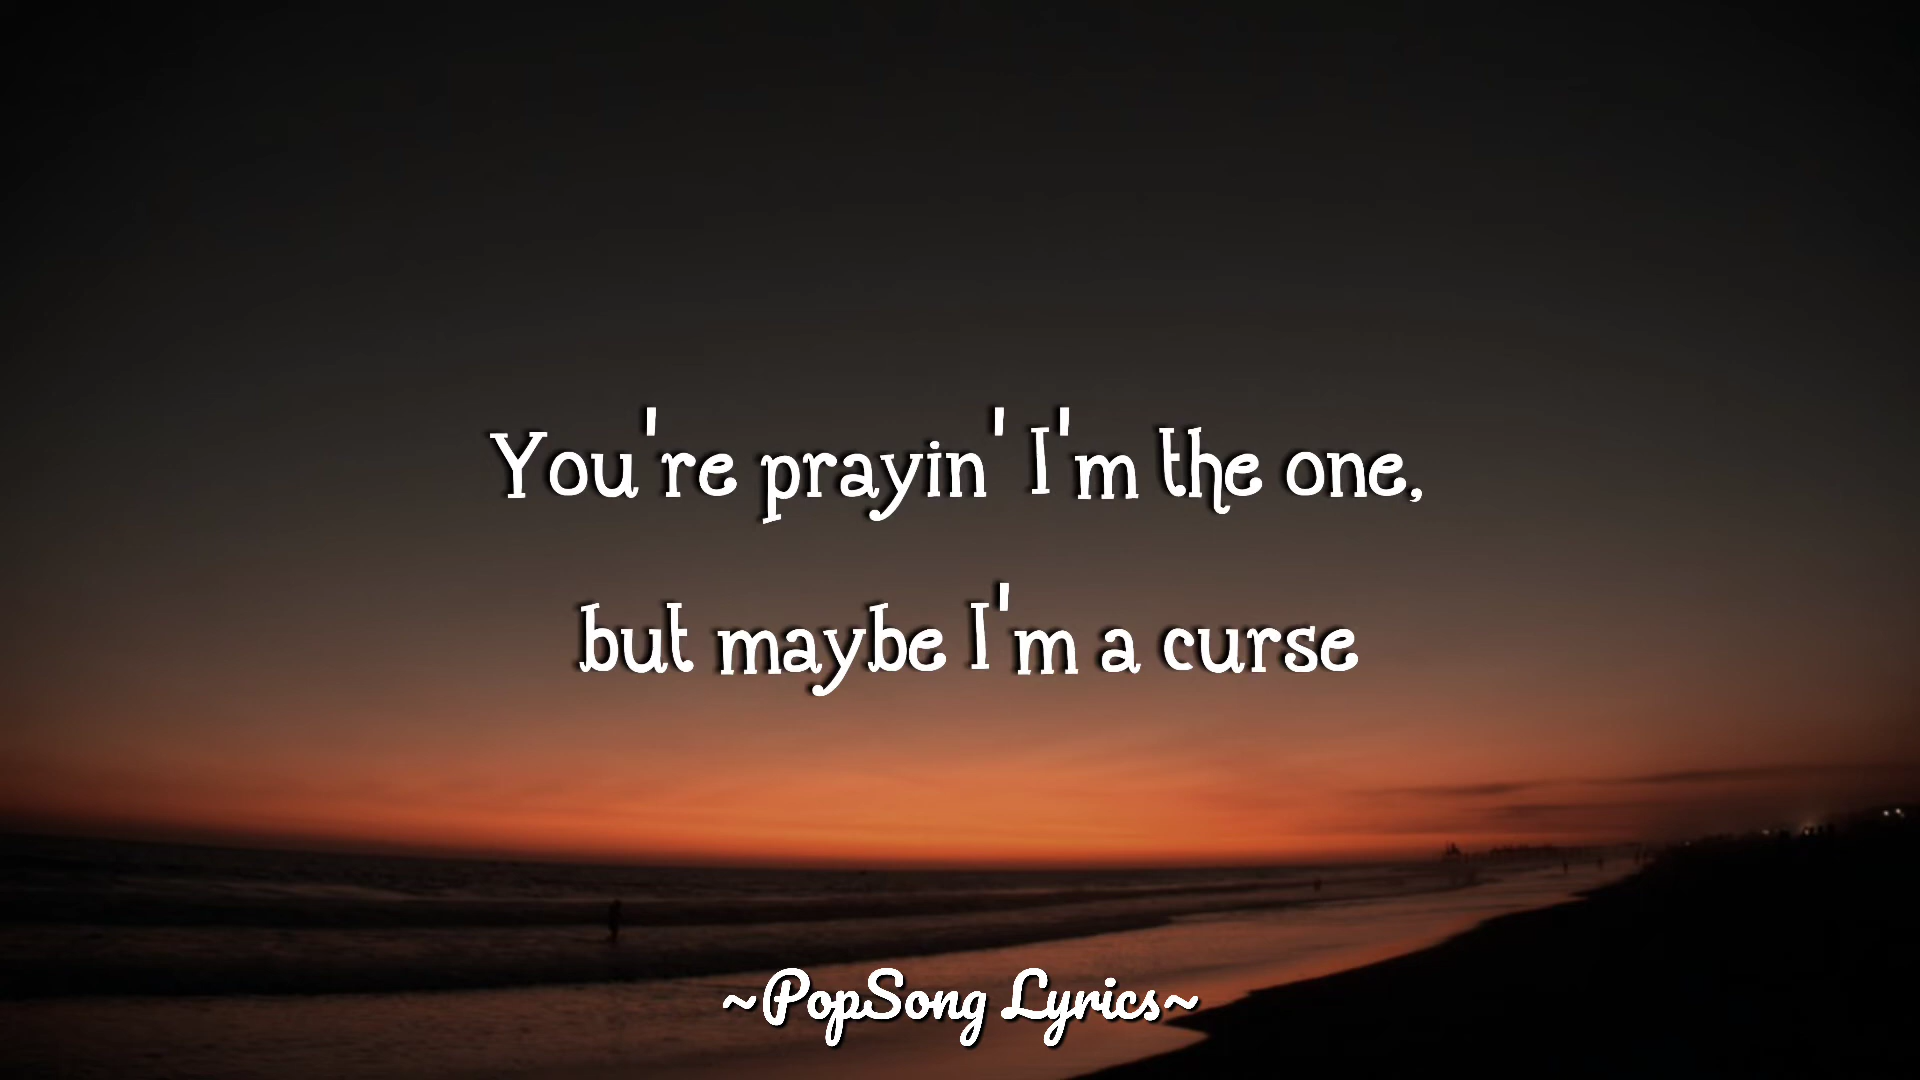 You're prayin' I'm the one,
but maybe I'm a curse
~PopSong Lyrics~